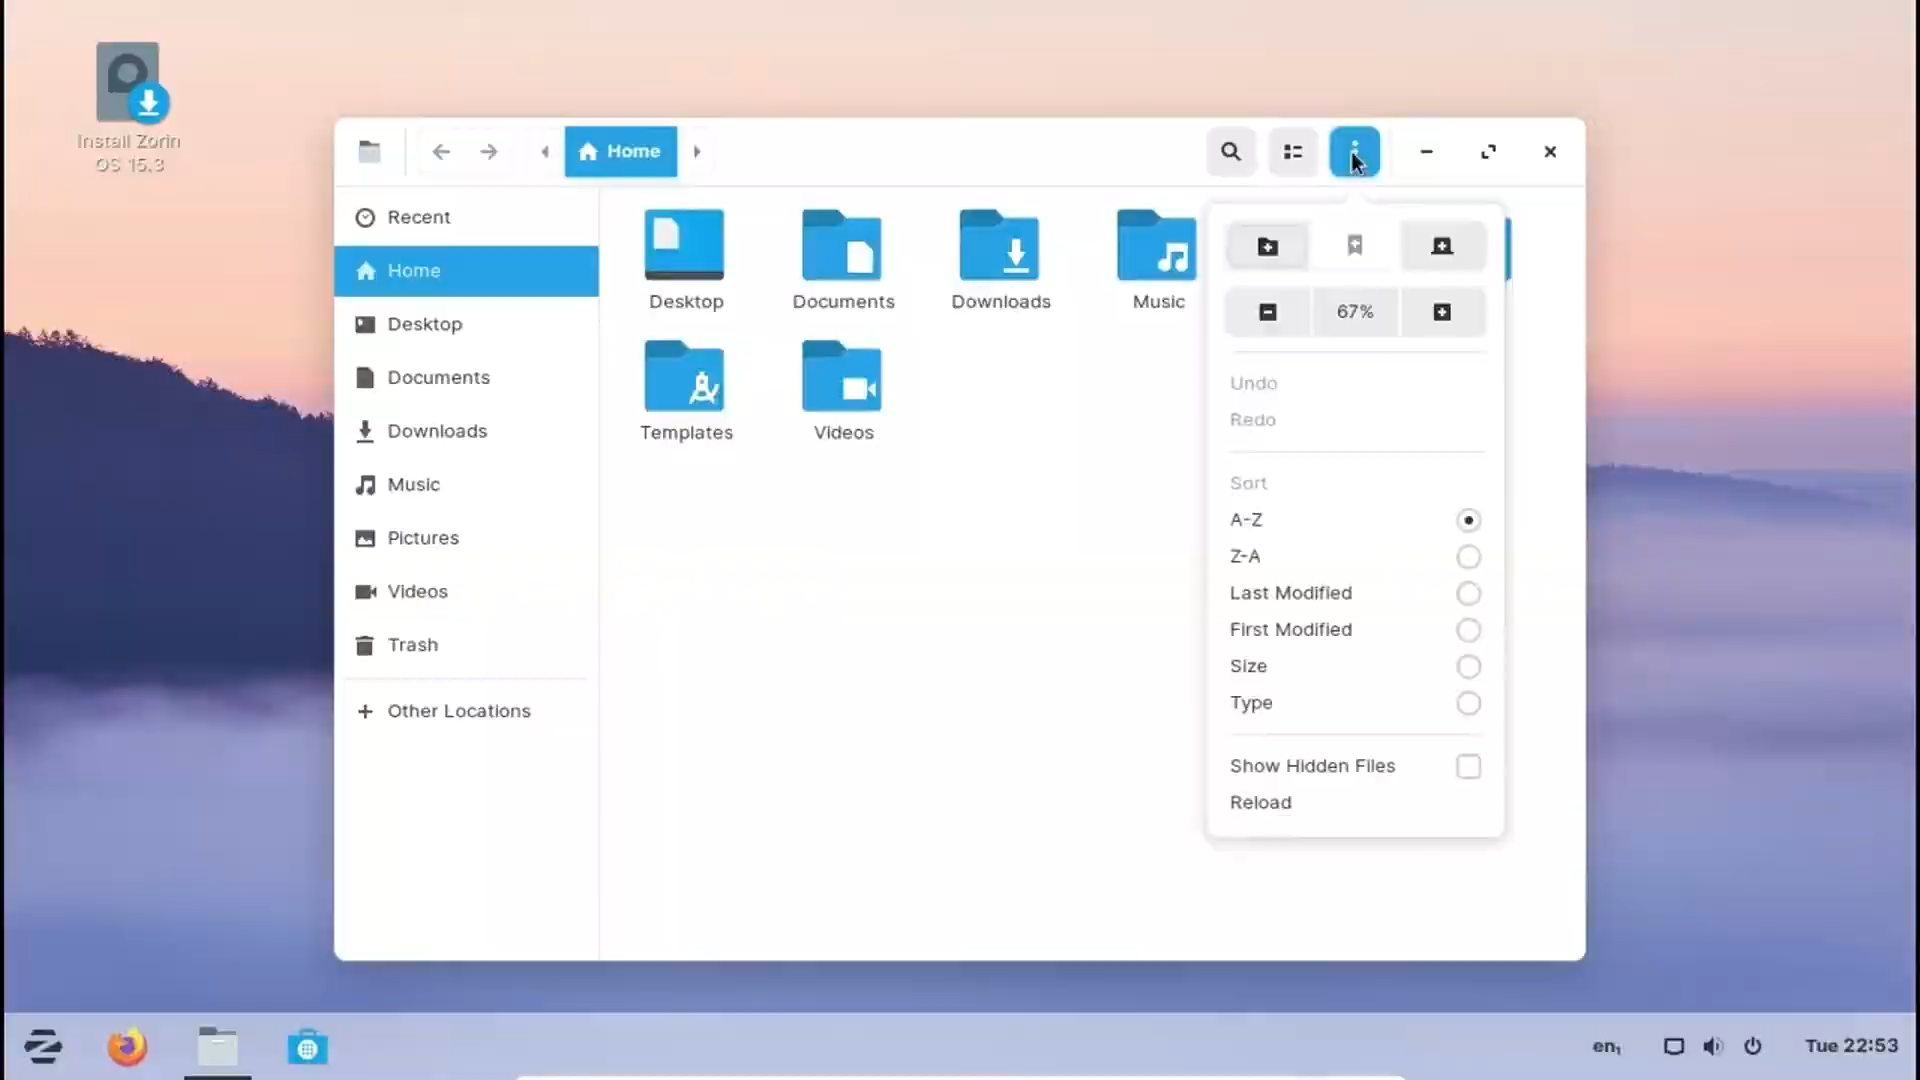 Install Zorin
OS 15.3
Home
Recent
Home
Desktop
Documents
Downloads
Music
Pictures
Videos
Trash
Other Locations
Desktop
Documents
Downloads
Music
Templates
Videos
67%
Undo
Redo
Sort
A-Z
Z-A
Last Modified
First Modified
Size
Type
Show Hidden Files
Reload
en₁
Tue 22:53